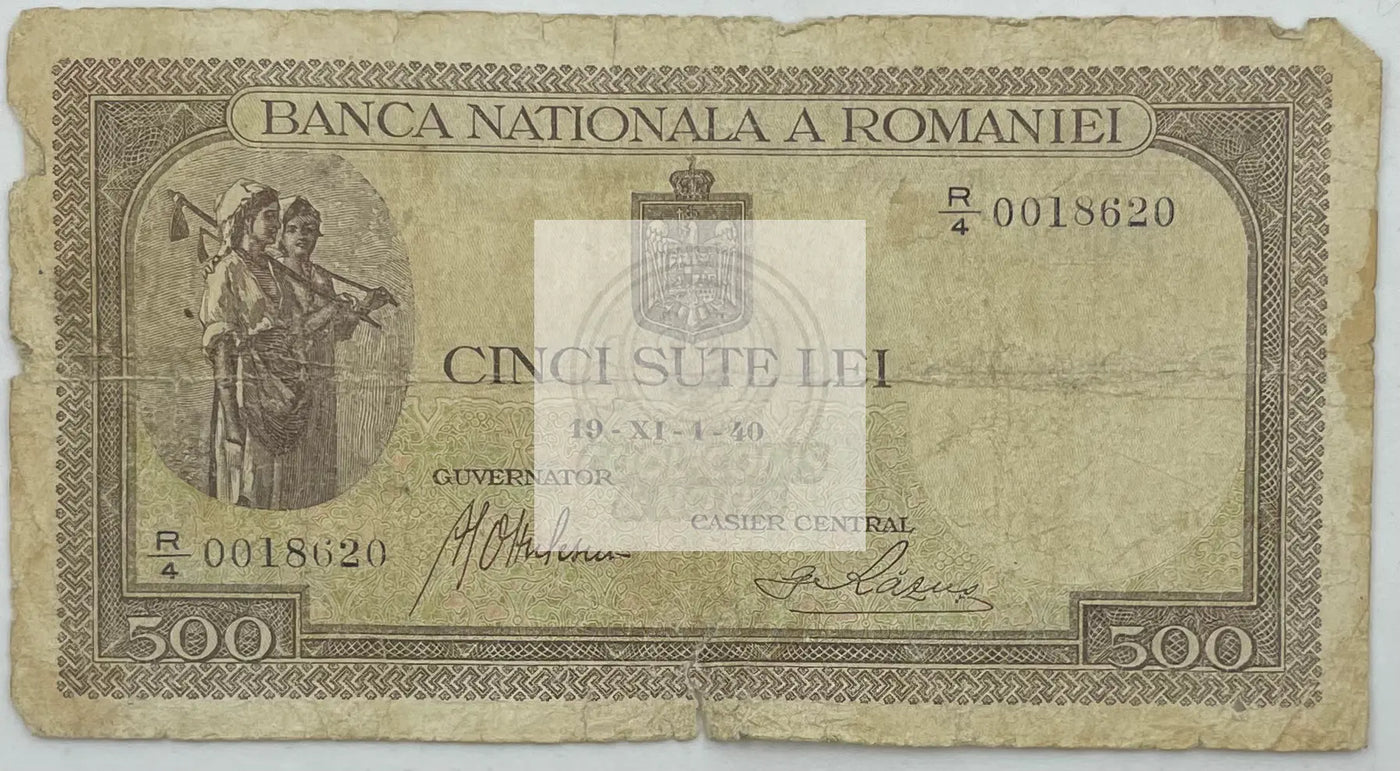 BANCA NATIONALA A ROMANIEI
R/4 0018620
CINCI SUTE LEI
19-XI-1-40
GUVERNATOR
CASIER CENTRAL
R/4 0018620
500
500